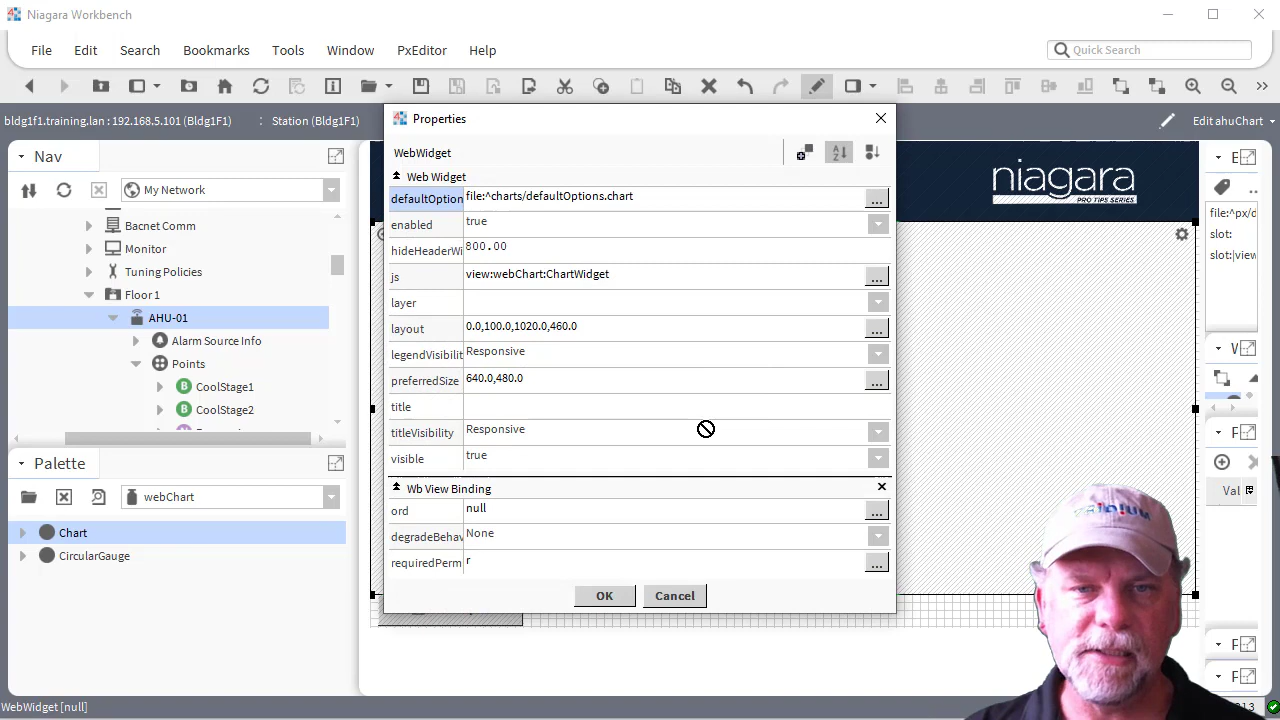 Niagara Workbench
File Edit Search Bookmarks Tools Window PxEditor Help
Quick Search
bldg1f1.training.lan : 192.168.5.101 (Bldg1F1) : Station (Bldg1F1)
Edit ahuChart
Nav
My Network
Bacnet Comm
Monitor
Tuning Policies
Floor 1
AHU-01
Alarm Source Info
Points
CoolStage1
CoolStage2
Palette
webChart
Chart
CircularGauge
WebWidget [null]
Properties
WebWidget
Web Widget
defaultOption file:^charts/defaultOptions.chart ...
enabled true
hideHeaderWi 800.00
js view:webChart:ChartWidget ...
layer
layout 0.0,100.0,1020.0,460.0 ...
legendVisibilit Responsive
preferredSize 640.0,480.0 ...
title
titleVisibility Responsive
visible true
Wb View Binding
ord null ...
degradeBehav None
requiredPerm r ...
OK Cancel
niagara
PRO TIPS SERIES
E
file:^px/d
slot:
slot:|view
V
F
Val
F
F